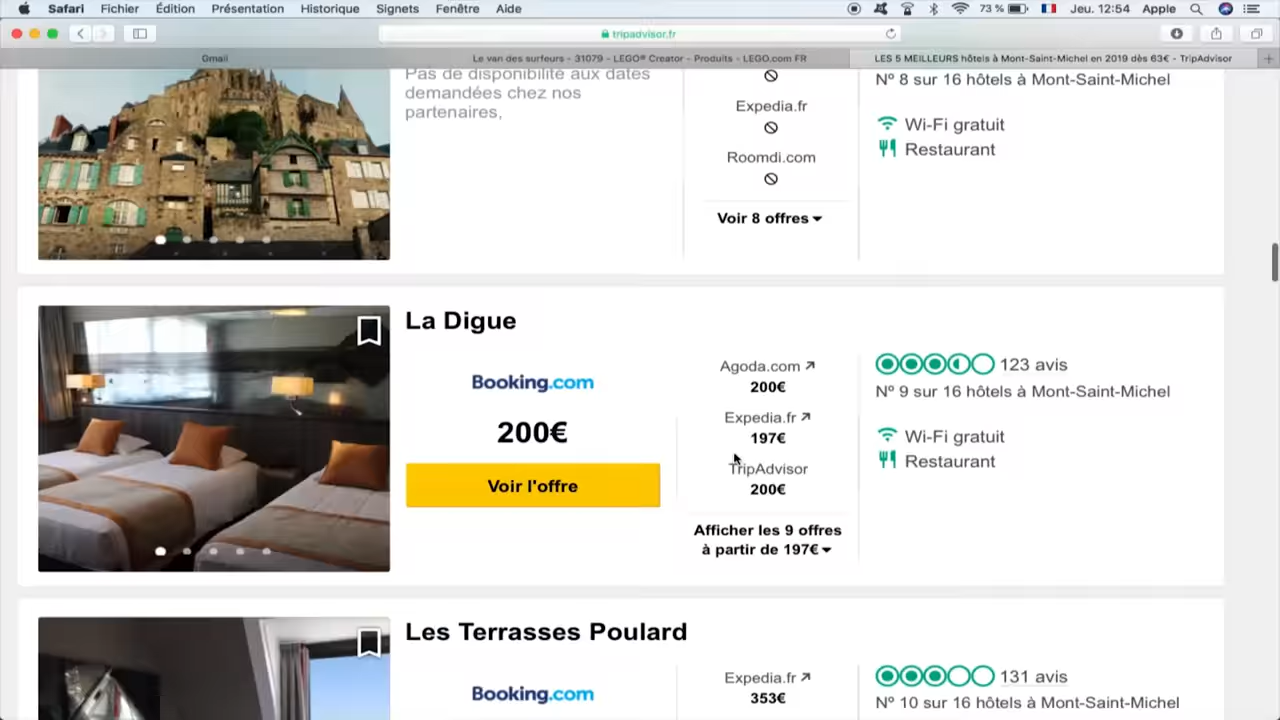 Safari Fichier Édition Présentation Historique Signets Fenêtre Aide 73 % Jeu. 12:54 Apple
tripadvisor.fr
Gmail
Le van des surfeurs - 31079 - LEGO® Creator - Produits - LEGO.com FR
LES 5 MEILLEURS hôtels à Mont-Saint-Michel en 2019 dès 63€ - TripAdvisor
Pas de disponibilité aux dates
demandées chez nos
partenaires,
Expedia.fr
Roomdi.com
Voir 8 offres
Nº 8 sur 16 hôtels à Mont-Saint-Michel
Wi-Fi gratuit
Restaurant
La Digue
Booking.com
200€
Voir l'offre
Agoda.com
200€
Expedia.fr
197€
TripAdvisor
200€
Afficher les 9 offres
à partir de 197€
123 avis
Nº 9 sur 16 hôtels à Mont-Saint-Michel
Wi-Fi gratuit
Restaurant
Les Terrasses Poulard
Booking.com
Expedia.fr
353€
131 avis
Nº 10 sur 16 hôtels à Mont-Saint-Michel